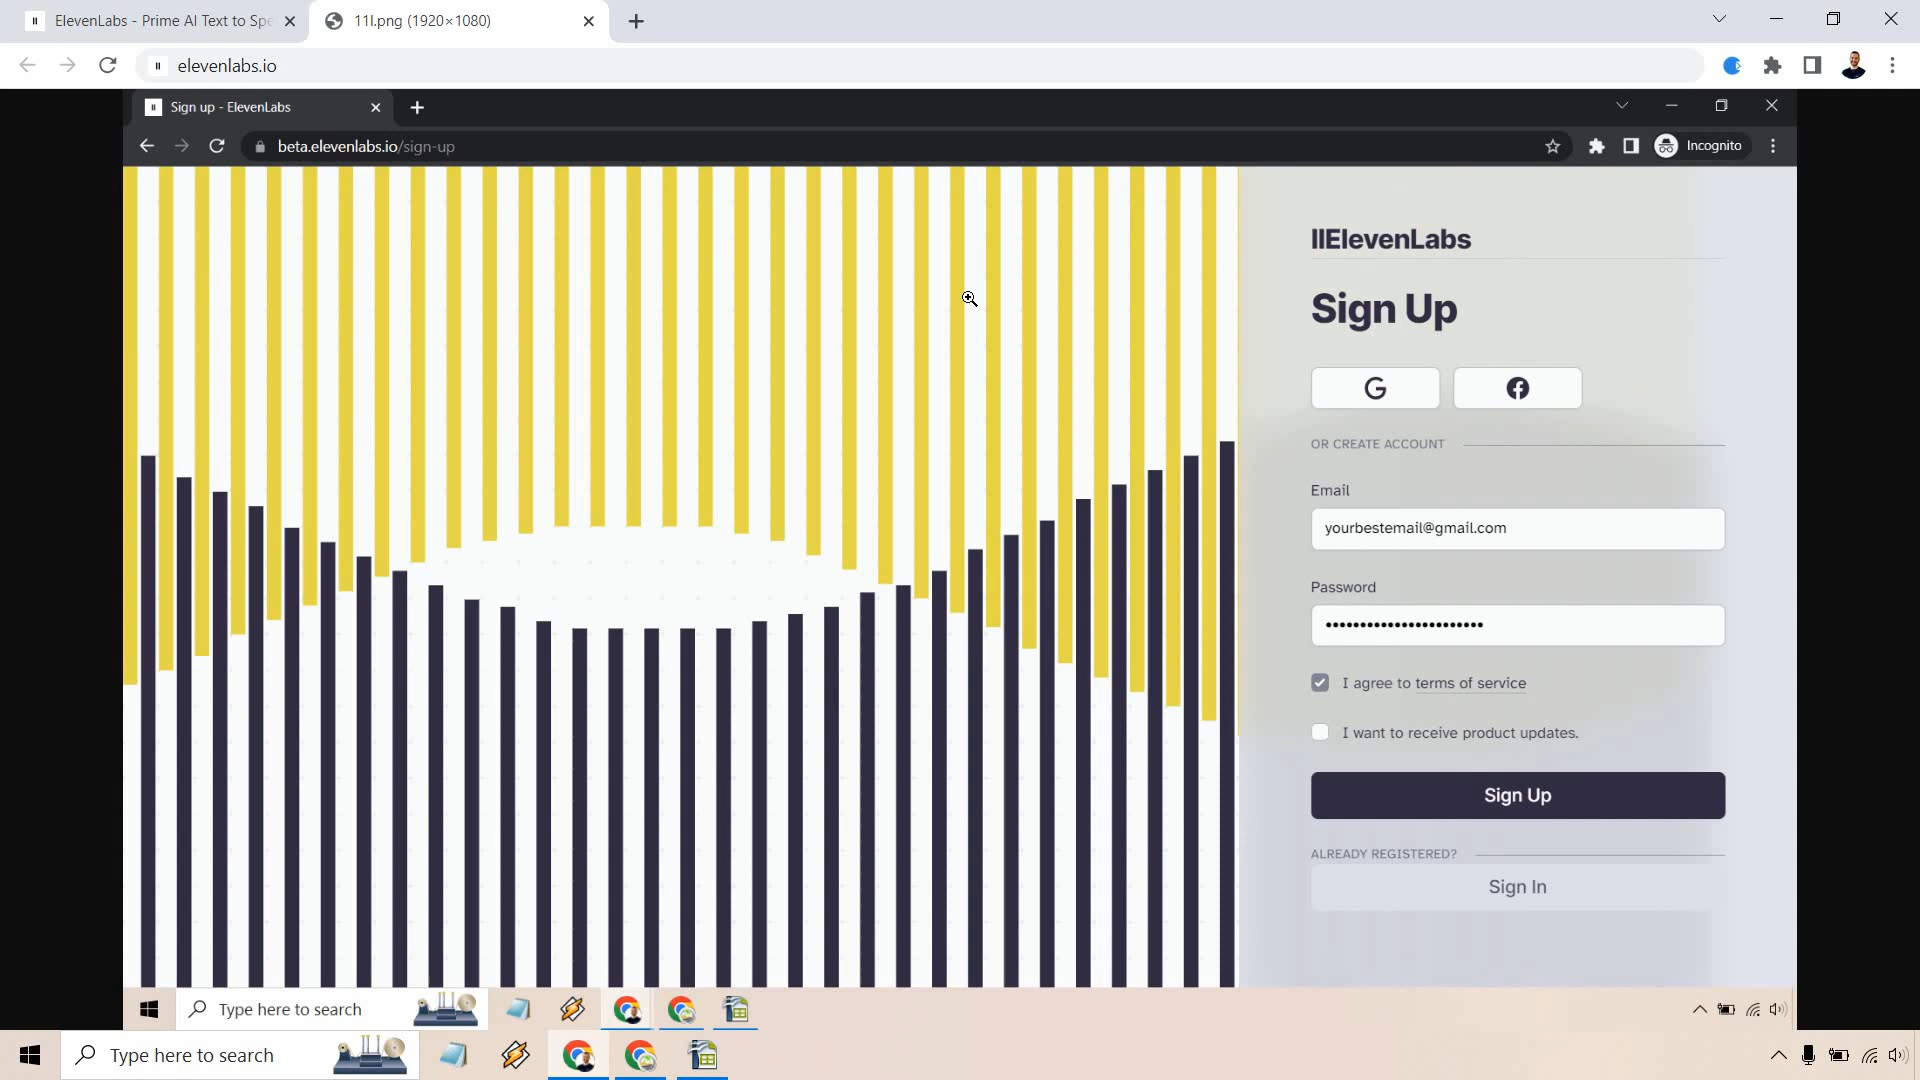 ElevenLabs - Prime AI Text to Spe
11l.png (1920×1080)
elevenlabs.io
Sign up - ElevenLabs
beta.elevenlabs.io/sign-up
Incognito
IIElevenLabs
Sign Up
OR CREATE ACCOUNT
Email
yourbestemail@gmail.com
Password
I agree to terms of service
I want to receive product updates.
Sign Up
ALREADY REGISTERED?
Sign In
Type here to search
Type here to search